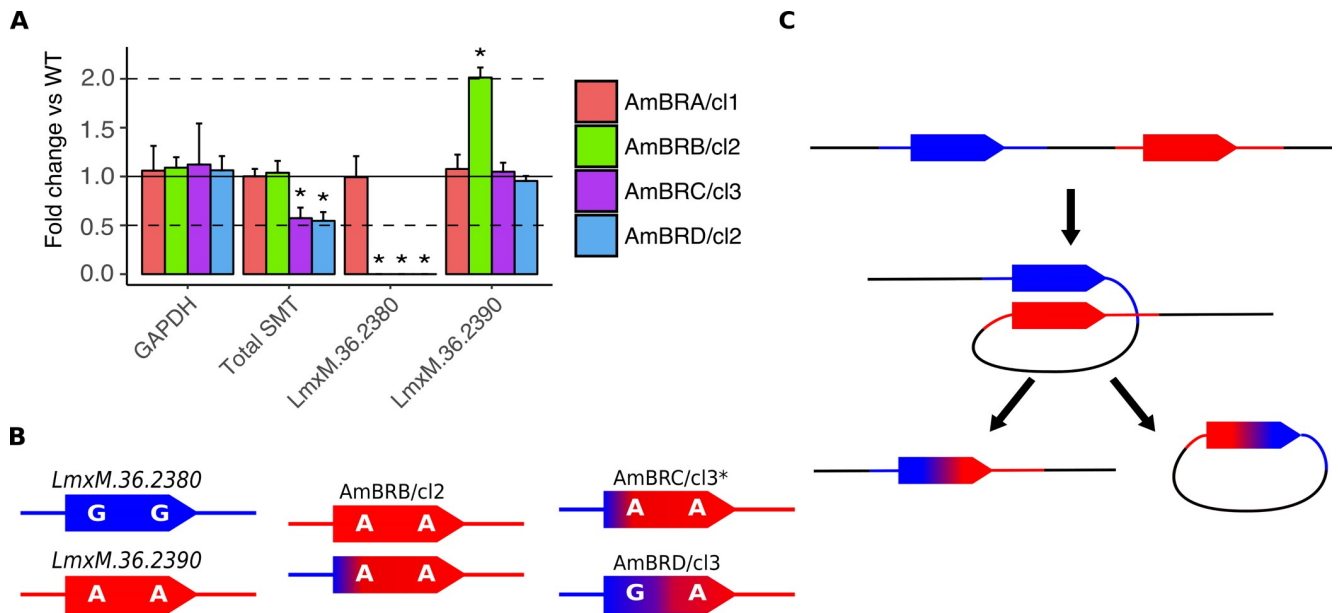 A
Fold change vs WT
2.0
1.5
1.0
0.5
0.0
*
* *
* * *
GAPDH
Total SMT
LmxM.36.2380
LmxM.36.2390
AmBRA/cl1
AmBRB/cl2
AmBRC/cl3
AmBRD/cl2
B
LmxM.36.2380
G G
LmxM.36.2390
A A
AmBRB/cl2
A A
A A
AmBRC/cl3*
A A
AmBRD/cl3
G A
C